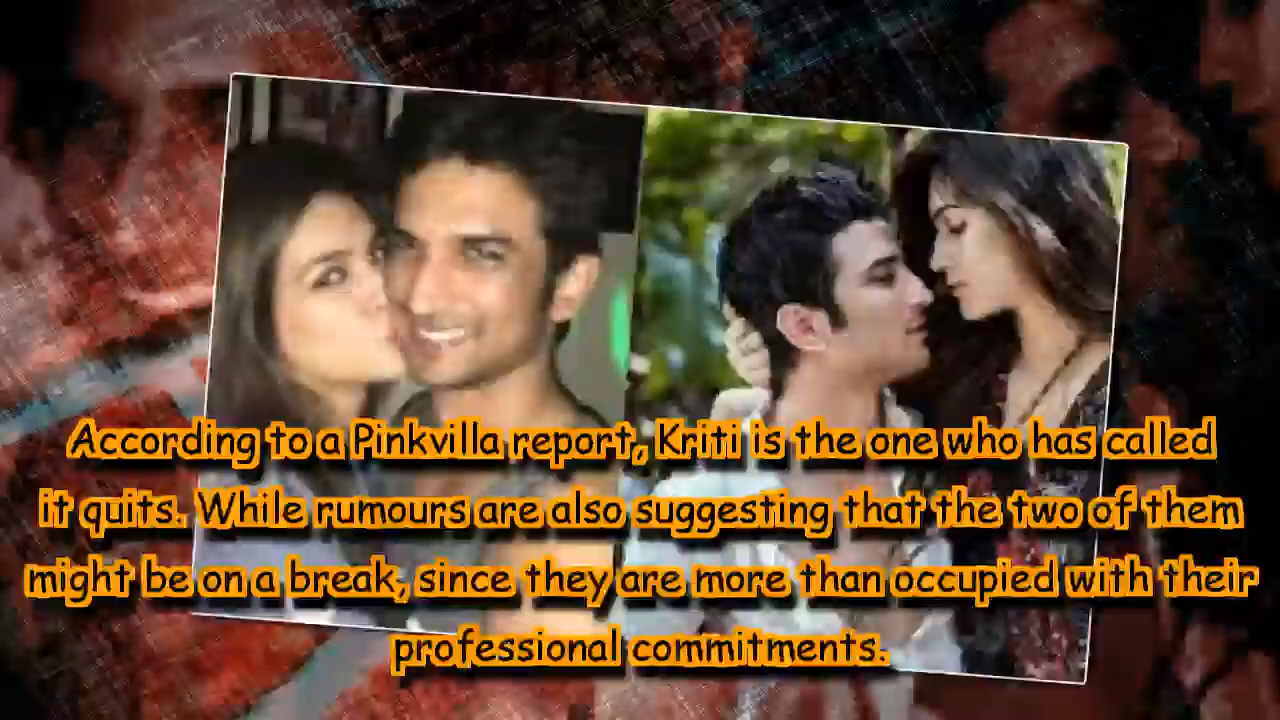 According to a Pinkvilla report, Kriti is the one who has called
it quits. While rumours are also suggesting that the two of them
might be on a break, since they are more than occupied with their
professional commitments.